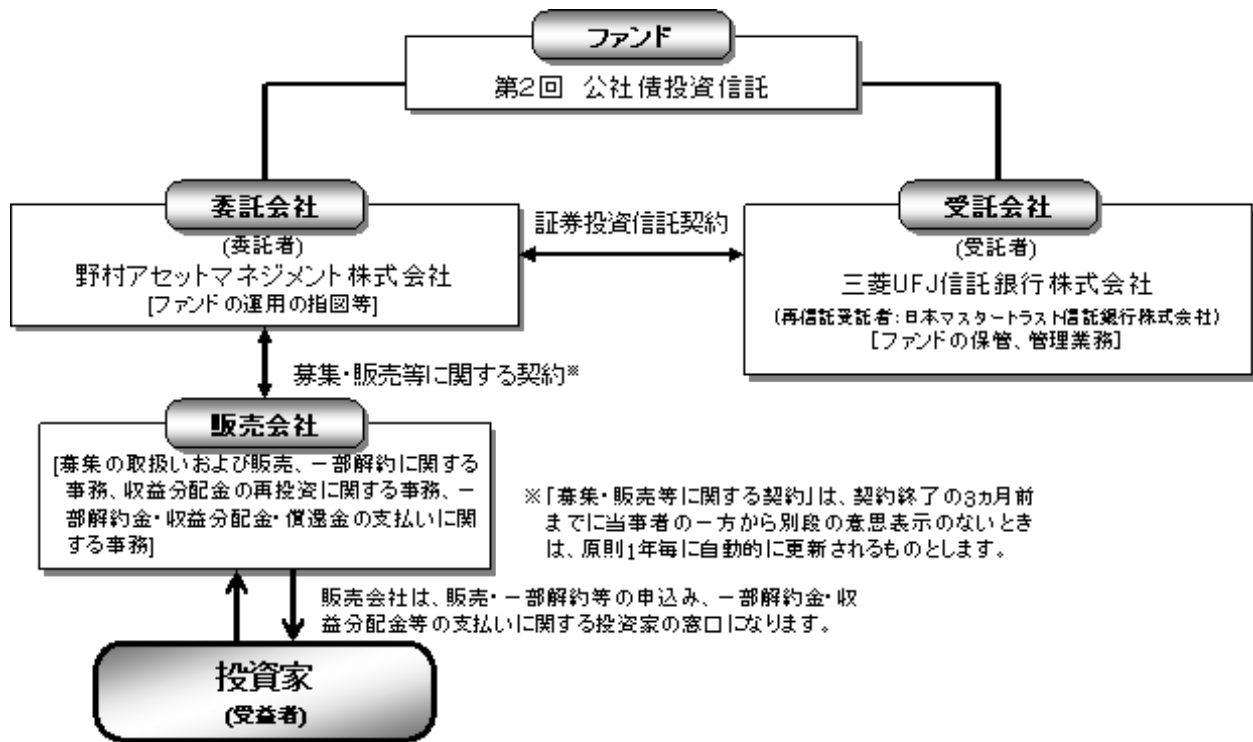 ファンド
第2回 公社債投資信託
委託会社
(委託者)
野村アセットマネジメント株式会社
[ファンドの運用の指図等]
証券投資信託契約
受託会社
(受託者)
三菱UFJ信託銀行株式会社
(再信託受託者:日本マスタートラスト信託銀行株式会社)
[ファンドの保管、管理業務]
募集・販売等に関する契約※
販売会社
[募集の取扱いおよび販売、一部解約に関する
事務、収益分配金の再投資に関する事務、一
部解約金・収益分配金・償還金の支払いに関
する事務]
※「募集・販売等に関する契約」は、契約終了の3ヵ月前
までに当事者の一方から別段の意思表示のないとき
は、原則1年毎に自動的に更新されるものとします。
販売会社は、販売・一部解約等の申込み、一部解約金・収
益分配金等の支払いに関する投資家の窓口になります。
投資家
(受益者)